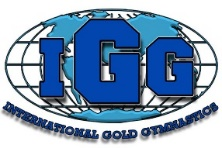 IGG
INTERNATIONAL GOLD GYMNASTICS